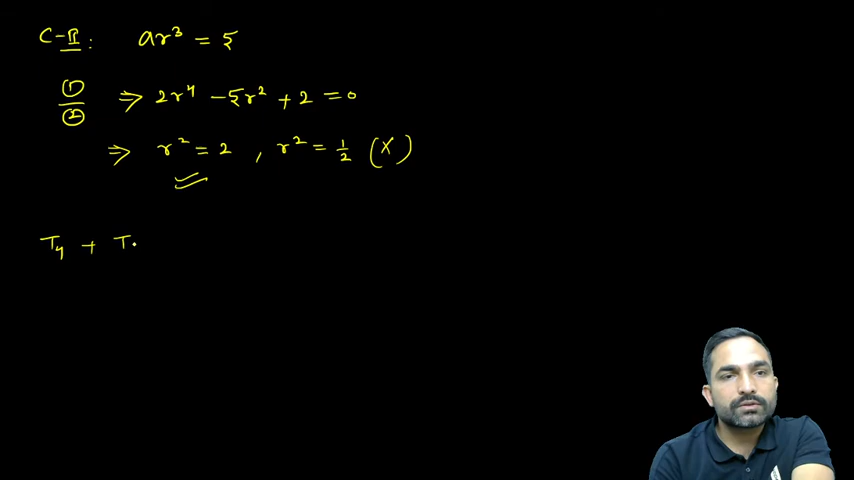 C-II: ar³ = 5
①/② ⇒ 2r⁴ - 5r² + 2 = 0
⇒ r² = 2 , r² = 1/2 (X)
T₄ + T